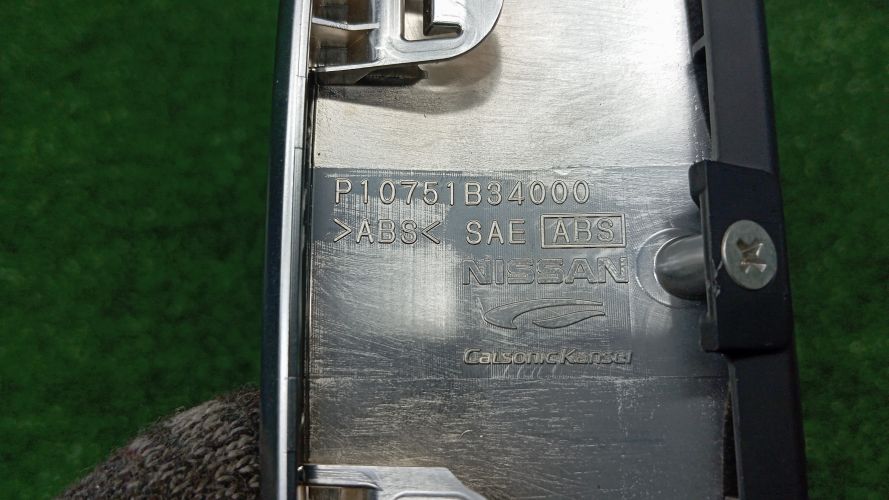 P10751B34000
>ABS< SAE ABS
NISSAN
CalsonicKansei